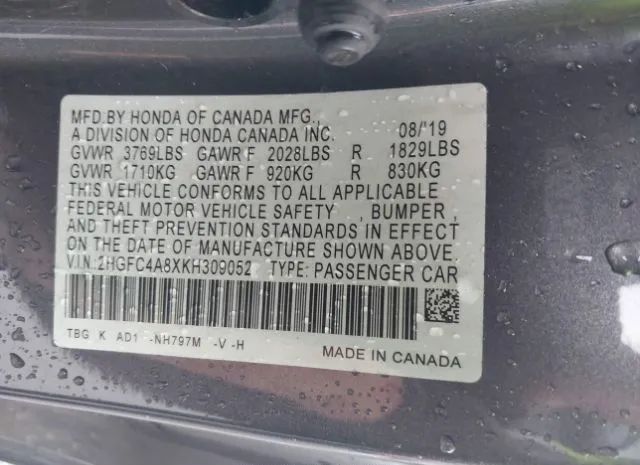 MFD.BY HONDA OF CANADA MFG.,
A DIVISION OF HONDA CANADA INC. 08/'19
GVWR 3769LBS GAWR F 2028LBS R 1829LBS
GVWR 1710KG GAWR F 920KG R 830KG
THIS VEHICLE CONFORMS TO ALL APPLICABLE
FEDERAL MOTOR VEHICLE SAFETY , BUMPER ,
AND THEFT PREVENTION STANDARDS IN EFFECT
ON THE DATE OF MANUFACTURE SHOWN ABOVE.
VIN:2HGFC4A8XKH309052 TYPE: PASSENGER CAR
TBG K AD1 -NH797M -V -H
MADE IN CANADA